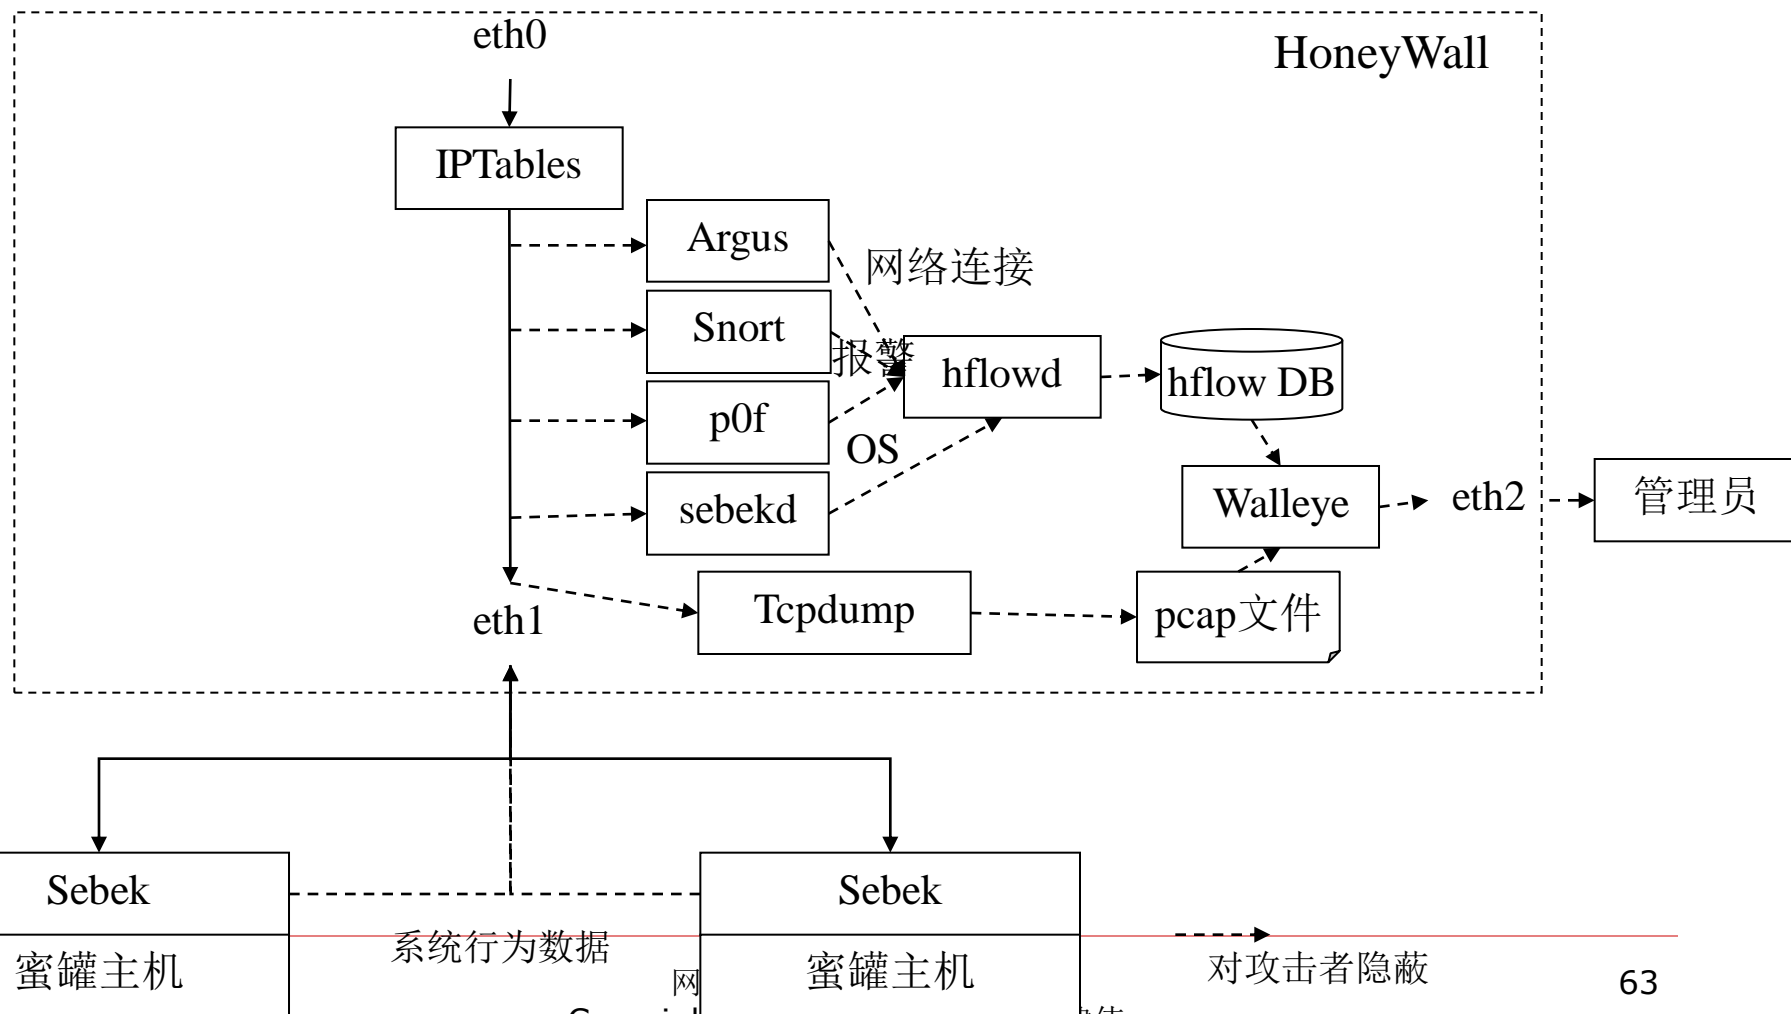 eth0
HoneyWall
IPTables
Argus
网络连接
Snort
报警
hflowd
hflow DB
p0f
OS
sebekd
Walleye
eth2
管理员
eth1
Tcpdump
pcap文件
Sebek
Sebek
系统行为数据
蜜罐主机
蜜罐主机
对攻击者隐蔽
网
63